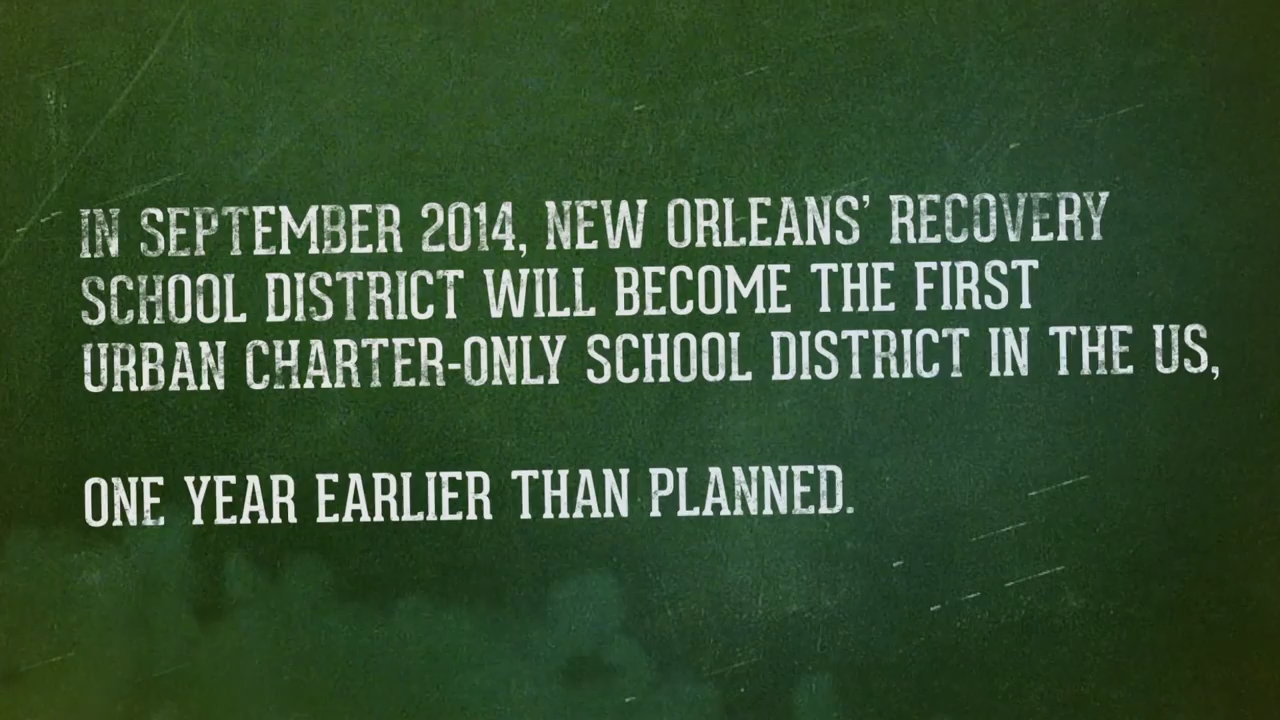 IN SEPTEMBER 2014, NEW ORLEANS’ RECOVERY
SCHOOL DISTRICT WILL BECOME THE FIRST
URBAN CHARTER-ONLY SCHOOL DISTRICT IN THE US,
ONE YEAR EARLIER THAN PLANNED.